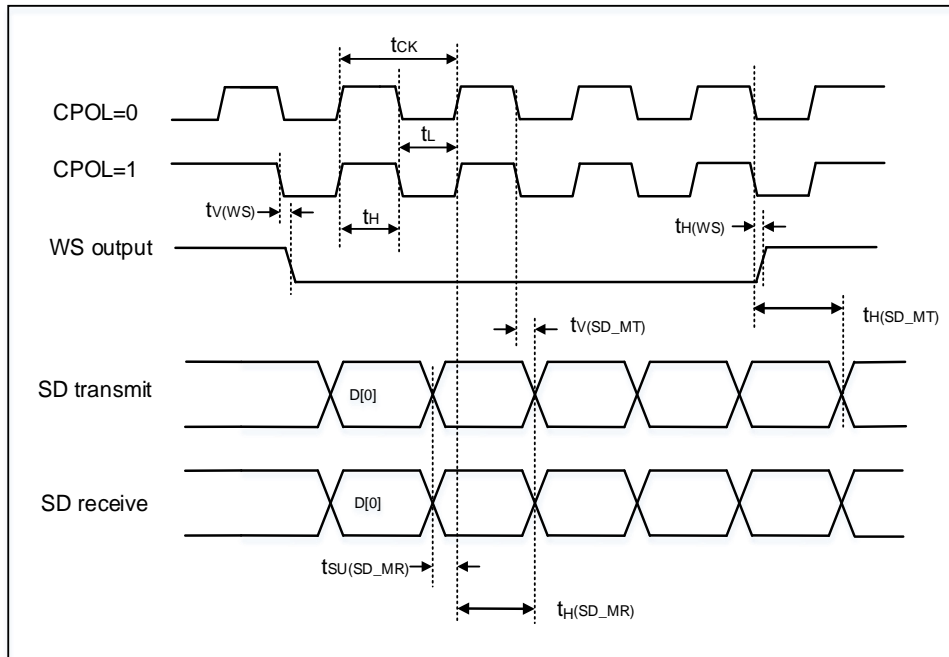 tCK
CPOL=0
tL
CPOL=1
tV(WS)
tH
tH(WS)
WS output
tV(SD_MT)
tH(SD_MT)
SD transmit
D[0]
SD receive
D[0]
tSU(SD_MR)
tH(SD_MR)